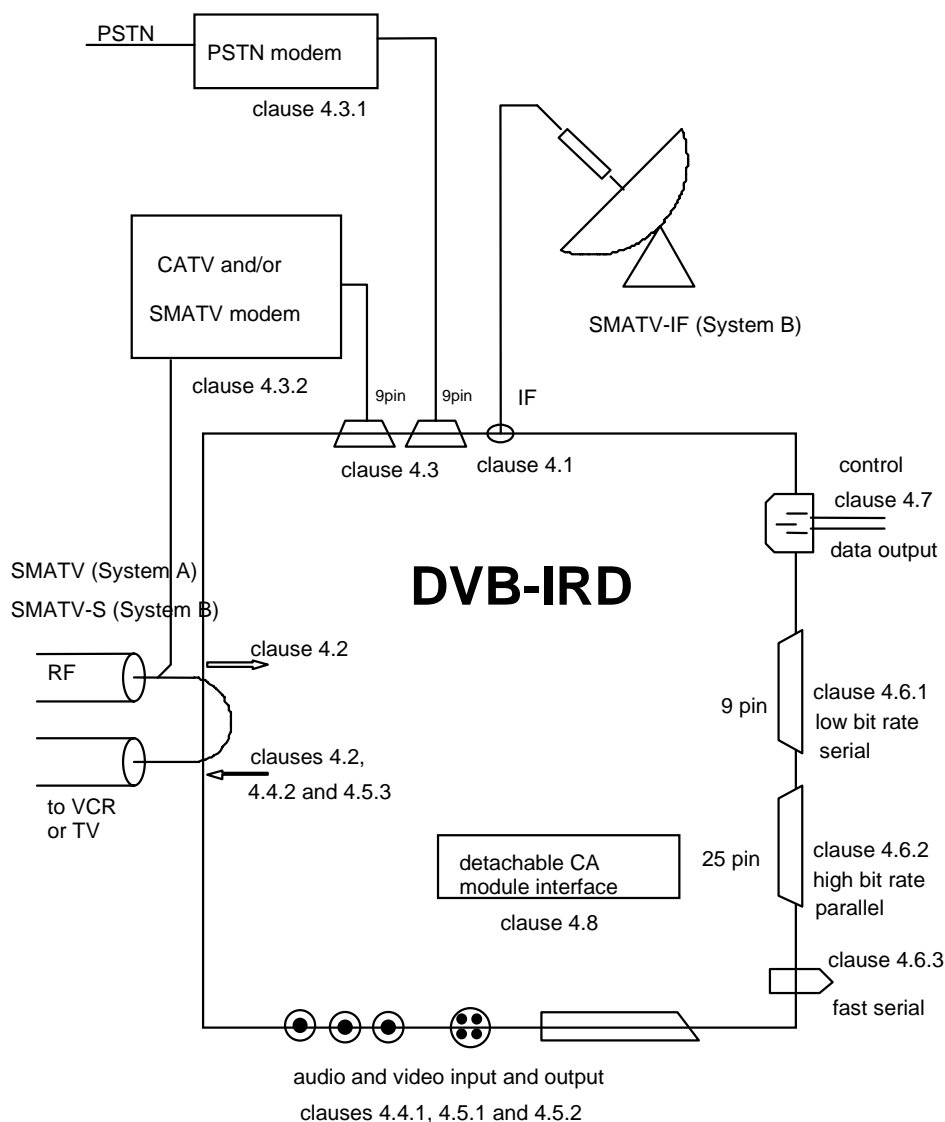 PSTN
PSTN modem
clause 4.3.1
CATV and/or
SMATV modem
clause 4.3.2
SMATV-IF (System B)
9pin
9pin
IF
clause 4.3
clause 4.1
control
clause 4.7
data output
DVB-IRD
SMATV (System A)
SMATV-S (System B)
RF
clause 4.2
9 pin
clause 4.6.1
low bit rate
serial
clauses 4.2,
4.4.2 and 4.5.3
to VCR
or TV
detachable CA
module interface
clause 4.8
25 pin
clause 4.6.2
high bit rate
parallel
clause 4.6.3
fast serial
audio and video input and output
clauses 4.4.1, 4.5.1 and 4.5.2